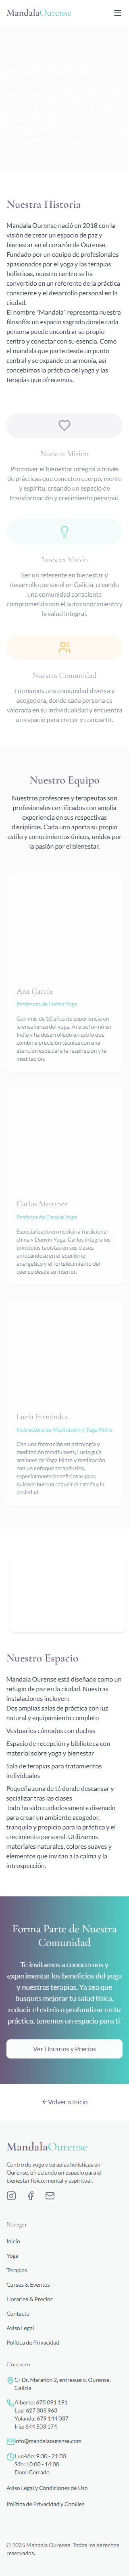 MandalaOurense
Nuestra Historia
Mandala Ourense nació en 2018 con la
visión de crear un espacio de paz y
bienestar en el corazón de Ourense.
Fundado por un equipo de profesionales
apasionados por el yoga y las terapias
holísticas, nuestro centro se ha
convertido en un referente de la práctica
consciente y el desarrollo personal en la
ciudad.
El nombre "Mandala" representa nuestra
filosofía: un espacio sagrado donde cada
persona puede encontrar su propio
centro y conectar con su esencia. Como
el mandala que parte desde un punto
central y se expande en armonía, así
concebimos la práctica del yoga y las
terapias que ofrecemos.
Nuestra Misión
Promover el bienestar integral a través
de prácticas que conecten cuerpo, mente
y espíritu, creando un espacio de
transformación y crecimiento personal.
Nuestra Visión
Ser un referente en bienestar y
desarrollo personal en Galicia, creando
una comunidad consciente
comprometida con el autoconocimiento y
la salud integral.
Nuestra Comunidad
Formamos una comunidad diversa y
acogedora, donde cada persona es
valorada en su individualidad y encuentra
un espacio para crecer y compartir.
Nuestro Equipo
Nuestros profesores y terapeutas son
profesionales certificados con amplia
experiencia en sus respectivas
disciplinas. Cada uno aporta su propio
estilo y conocimientos únicos, unidos por
la pasión por el bienestar.
Ana García
Profesora de Hatha Yoga
Con más de 10 años de experiencia en
la enseñanza del yoga, Ana se formó en
India y ha desarrollado un estilo que
combina precisión técnica con una
atención especial a la respiración y la
meditación.
Carlos Martínez
Profesor de Daoyin Yoga
Especializado en medicina tradicional
china y Daoyin Yoga, Carlos integra los
principios taoístas en sus clases,
enfocándose en el equilibrio
energético y el fortalecimiento del
cuerpo desde su interior.
Lucía Fernández
Instructora de Meditación y Yoga Nidra
Con una formación en psicología y
meditación mindfulness, Lucía guía
sesiones de Yoga Nidra y meditación
con un enfoque terapéutico,
especialmente beneficiosas para
quienes buscan reducir el estrés y la
ansiedad.
Nuestro Espacio
Mandala Ourense está diseñado como un
refugio de paz en la ciudad. Nuestras
instalaciones incluyen:
Dos amplias salas de práctica con luz
natural y equipamiento completo
Vestuarios cómodos con duchas
Espacio de recepción y biblioteca con
material sobre yoga y bienestar
Sala de terapias para tratamientos
individuales
Pequeña zona de té donde descansar y
socializar tras las clases
Todo ha sido cuidadosamente diseñado
para crear un ambiente acogedor,
tranquilo y propicio para la práctica y el
crecimiento personal. Utilizamos
materiales naturales, colores suaves y
elementos que invitan a la calma y la
introspección.
Forma Parte de Nuestra
Comunidad
Te invitamos a conocernos y
experimentar los beneficios del yoga
y nuestras terapias. Ya sea que
busques mejorar tu bienestar física,
reducir el estrés o profundizar en tu
práctica, tenemos un espacio para ti.
Ver Horarios y Precios
Volver a Inicio
MandalaOurense
Centro de yoga y terapias holísticas en
Ourense, ofreciendo un espacio para el
bienestar físico, mental y espiritual.
Navegar
Inicio
Yoga
Terapias
Cursos & Eventos
Horarios & Precios
Contacto
Aviso Legal
Política de Privacidad
Contacto
C/ Dr. Marañón 2, entresuelo. Ourense,
Galicia
Alberto: 675 091 191
Luz: 627 305 963
Yolanda: 679 144 037
Iria: 644 503 174
info@mandalaourense.com
Lun-Vie: 9:30 - 21:00
Sáb: 10:00 - 14:00
Dom: Cerrado
Aviso Legal y Condiciones de Uso
Política de Privacidad y Cookies
© 2025 Mandala Ourense. Todos los derechos
reservados.